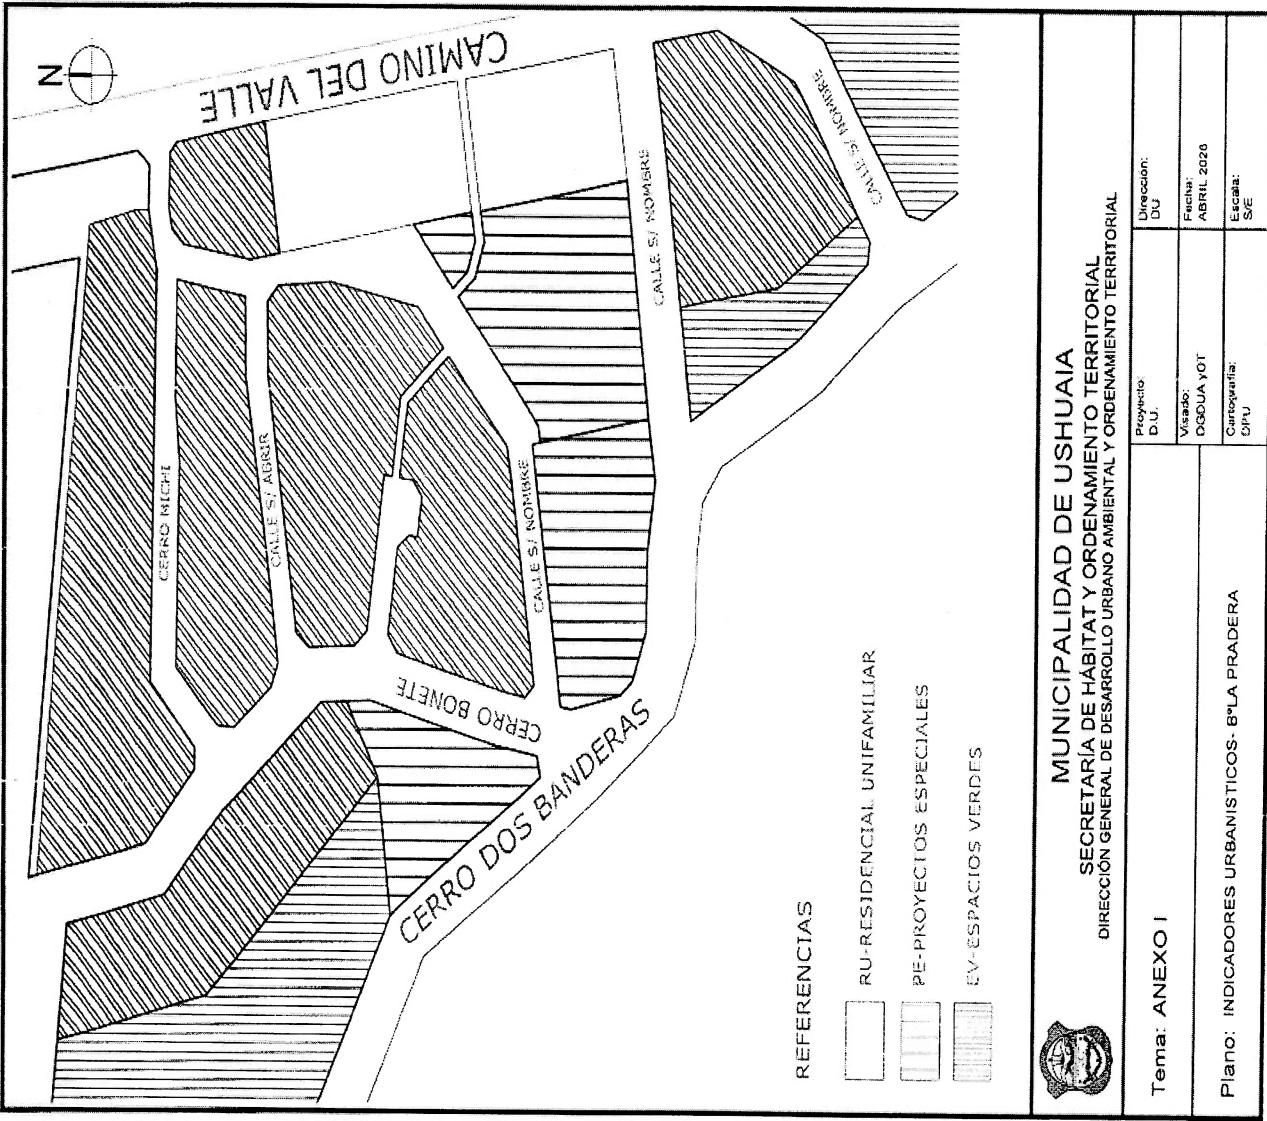 N
CAMINO DEL VALLE
CERRO MICHI
CALLE S/ ABRIR
CALLE S/ NOMBRE
CALLE S/ NOMBRE
CALLE S/ NOMBRE
CERRO BONETE
CERRO DOS BANDERAS
REFERENCIAS
RU-RESIDENCIAL UNIFAMILIAR
PE-PROYECTOS ESPECIALES
EV-ESPACIOS VERDES
MUNICIPALIDAD DE USHUAIA
SECRETARÍA DE HÁBITAT Y ORDENAMIENTO TERRITORIAL
DIRECCIÓN GENERAL DE DESARROLLO URBANO AMBIENTAL Y ORDENAMIENTO TERRITORIAL
Tema: ANEXO I
Plano: INDICADORES URBANISTICOS- BºLA PRADERA
Proyecto:
D.U.
Visado:
DGDUA yOT
Cartografía:
DPU
Dirección:
DU
Fecha:
ABRIL 2026
Escala:
S/E